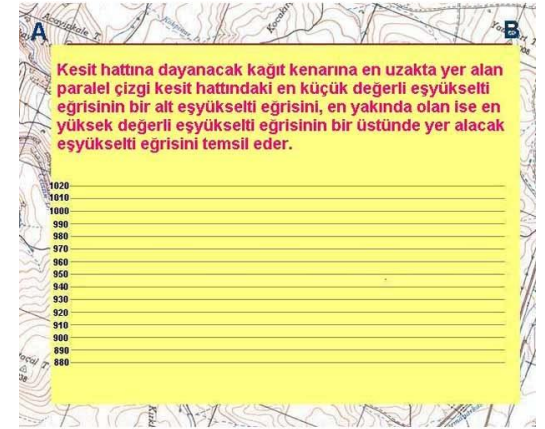 A B
Kesit hattına dayanacak kağıt kenarına en uzakta yer alan
paralel çizgi kesit hattındaki en küçük değerli eşyükselti
eğrisinin bir alt eşyükselti eğrisini, en yakında olan ise en
yüksek değerli eşyükselti eğrisinin bir üstünde yer alacak
eşyükselti eğrisini temsil eder.
1020
1010
1000
990
980
970
960
950
940
930
920
910
900
890
880